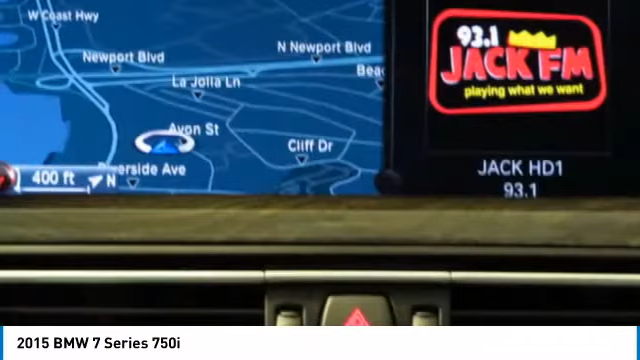 W Coast Hwy
Newport Blvd
N Newport Blvd
La Jolla Ln
Avon St
Cliff Dr
erside Ave
400 ft
N
93.1
JACK FM
playing what we want
JACK HD1
93.1
2015 BMW 7 Series 750i